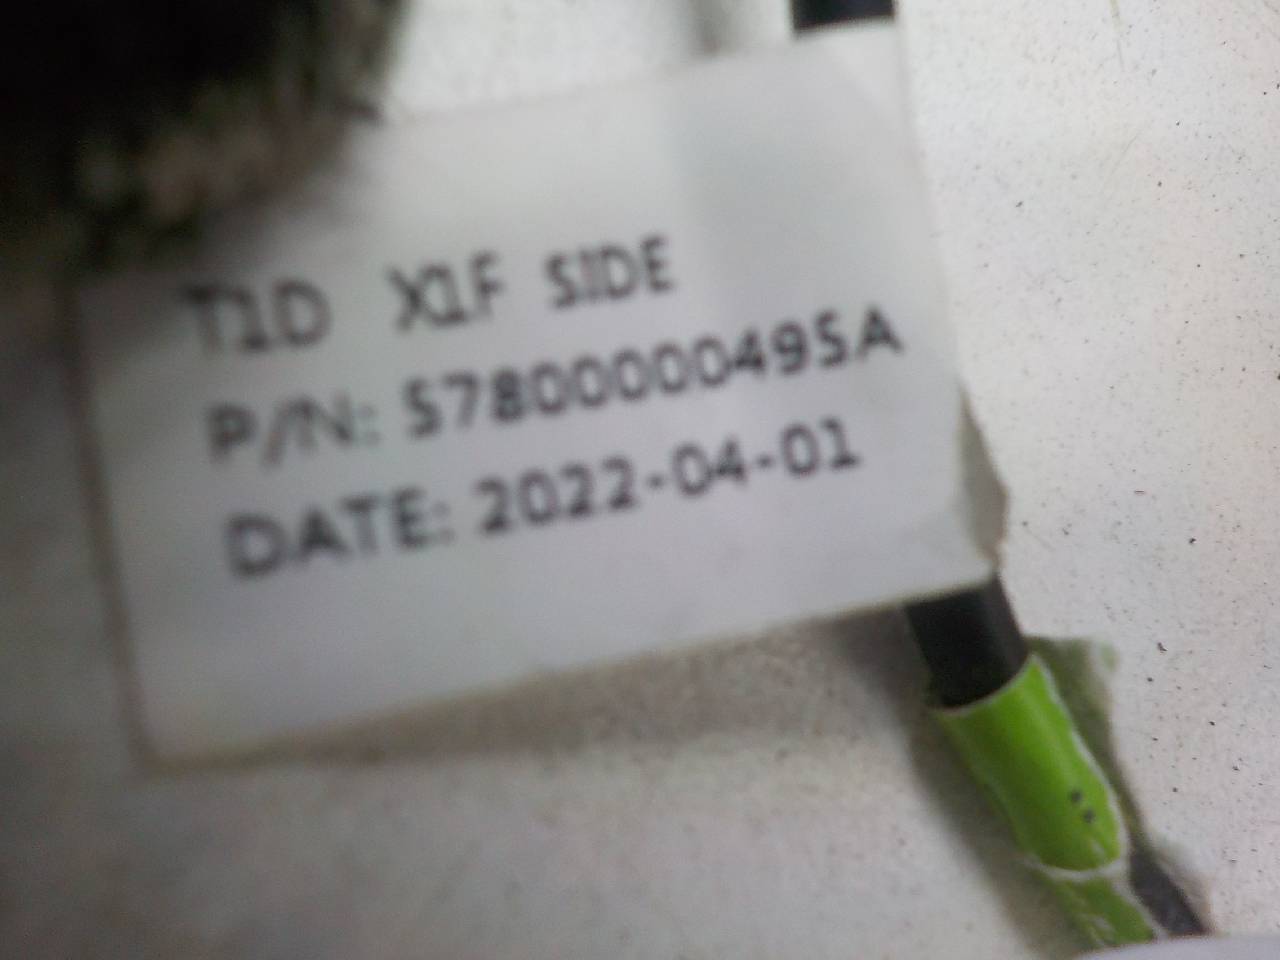 T1D X1F SIDE
P/N: 5780000495A
DATE: 2022-04-01